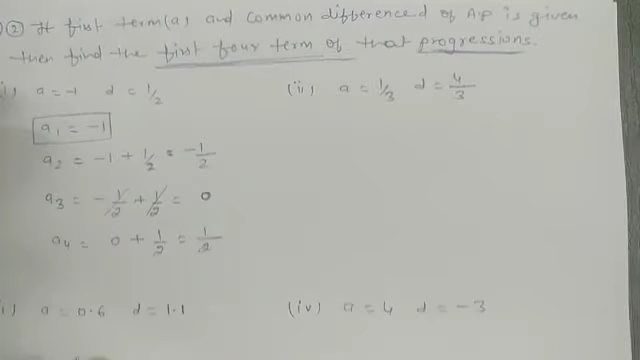 ② If first term(a) and common difference d of A.P is given
then find the first four term of that progressions.
i) a = -1 d = 1/2
(ii) a = 1/3 d = 4/3
a₁ = -1
a₂ = -1 + 1/2 = -1/2
a₃ = -1/2 + 1/2 = 0
a₄ = 0 + 1/2 = 1/2
i) a = 0.6 d = 1.1
(iv) a = 4 d = -3